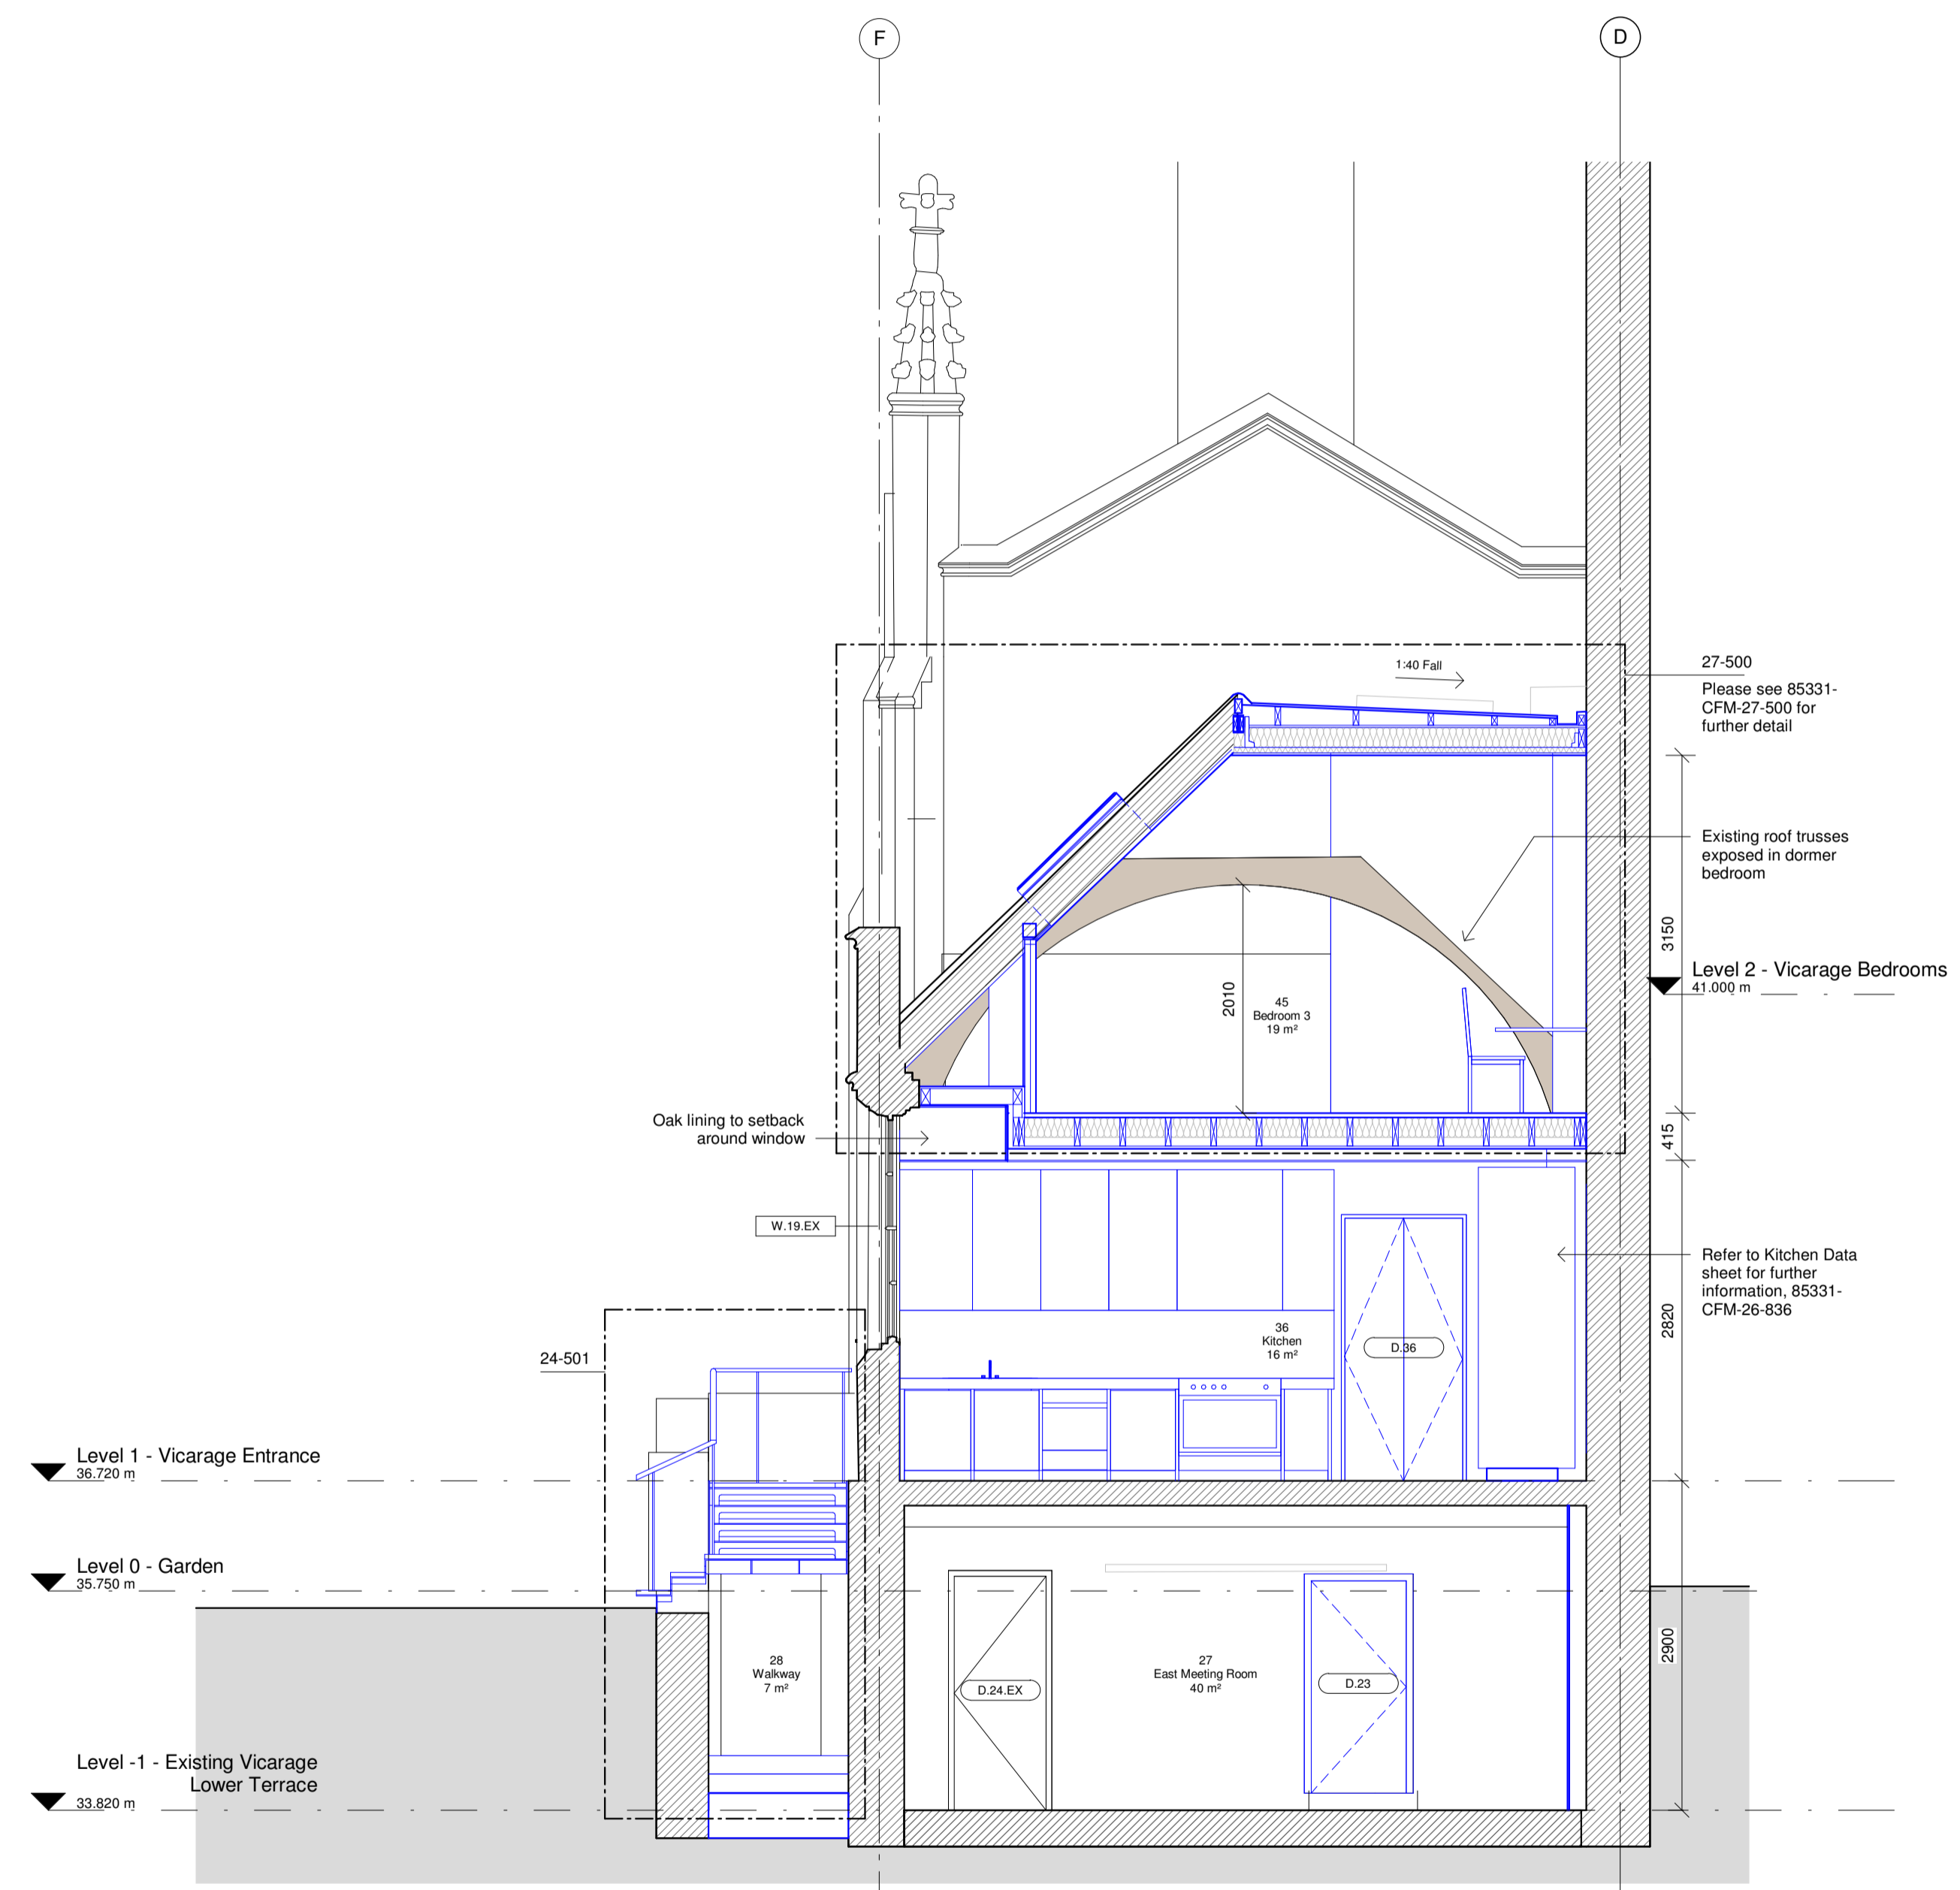 F
D
1:40 Fall
27-500
Please see 85331-
CFM-27-500 for
further detail
Existing roof trusses
exposed in dormer
bedroom
3150
Level 2 - Vicarage Bedrooms
41.000 m
2010
45
Bedroom 3
19 m²
Oak lining to setback
around window
415
W.19.EX
Refer to Kitchen Data
sheet for further
information, 85331-
CFM-26-836
2820
36
Kitchen
16 m²
D.36
24-501
Level 1 - Vicarage Entrance
36.720 m
Level 0 - Garden
35.750 m
28
Walkway
7 m²
27
East Meeting Room
40 m²
D.24.EX
D.23
2900
Level -1 - Existing Vicarage
Lower Terrace
33.820 m